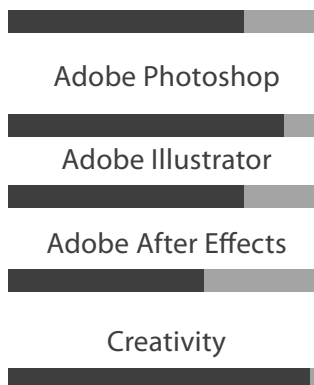 Adobe Photoshop
Adobe Illustrator
Adobe After Effects
Creativity